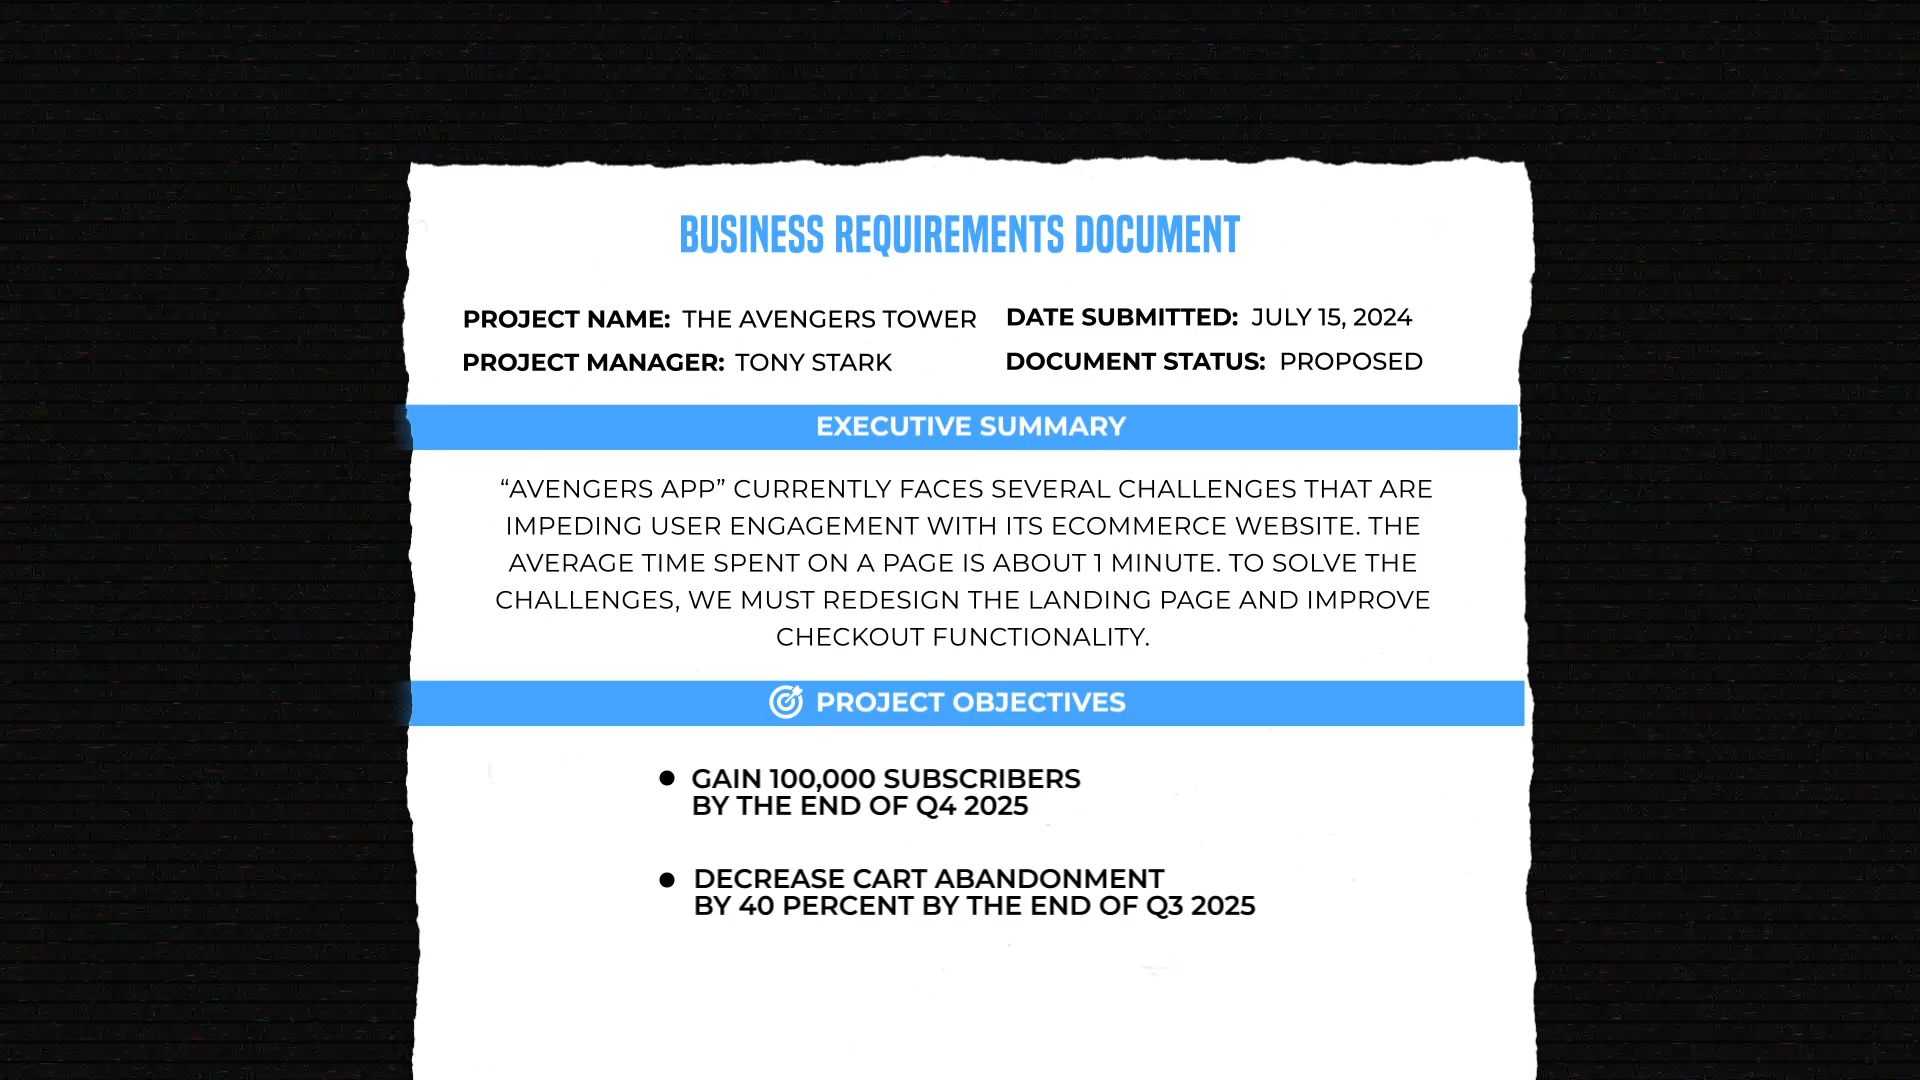 BUSINESS REQUIREMENTS DOCUMENT
PROJECT NAME: THE AVENGERS TOWER
DATE SUBMITTED: JULY 15, 2024
PROJECT MANAGER: TONY STARK
DOCUMENT STATUS: PROPOSED
EXECUTIVE SUMMARY
“AVENGERS APP” CURRENTLY FACES SEVERAL CHALLENGES THAT ARE
IMPEDING USER ENGAGEMENT WITH ITS ECOMMERCE WEBSITE. THE
AVERAGE TIME SPENT ON A PAGE IS ABOUT 1 MINUTE. TO SOLVE THE
CHALLENGES, WE MUST REDESIGN THE LANDING PAGE AND IMPROVE
CHECKOUT FUNCTIONALITY.
PROJECT OBJECTIVES
● GAIN 100,000 SUBSCRIBERS
BY THE END OF Q4 2025
● DECREASE CART ABANDONMENT
BY 40 PERCENT BY THE END OF Q3 2025